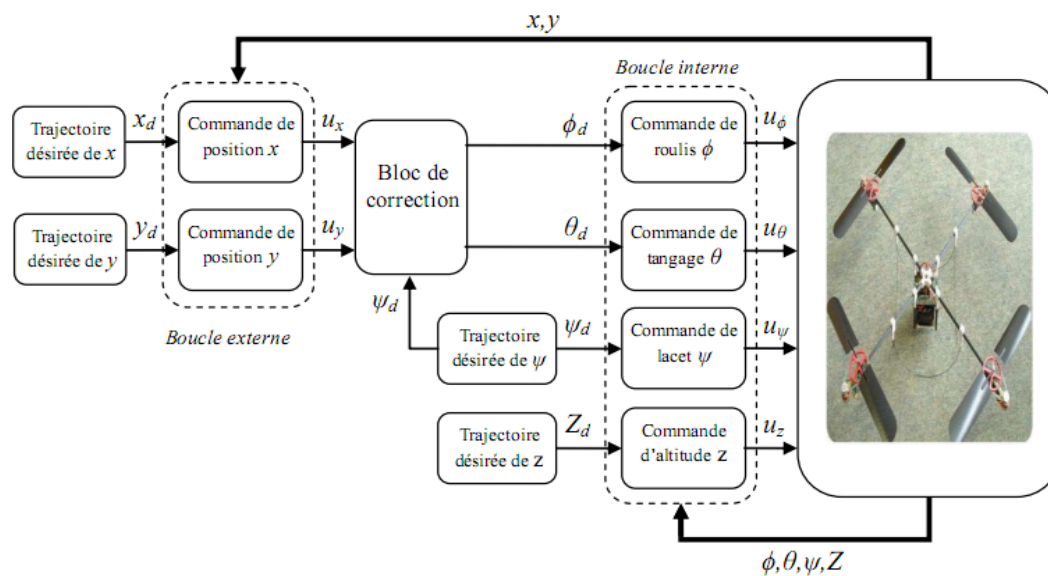 x,y
Boucle interne
Trajectoire
désirée de x
x_d
Commande de
position x
u_x
Bloc de
correction
ϕ_d
Commande de
roulis ϕ
u_ϕ
Trajectoire
désirée de y
y_d
Commande de
position y
u_y
θ_d
Commande de
tangage θ
u_θ
Boucle externe
ψ_d
Trajectoire
désirée de ψ
ψ_d
Commande de
lacet ψ
u_ψ
Trajectoire
désirée de z
Z_d
Commande
d'altitude z
u_z
ϕ,θ,ψ,Z